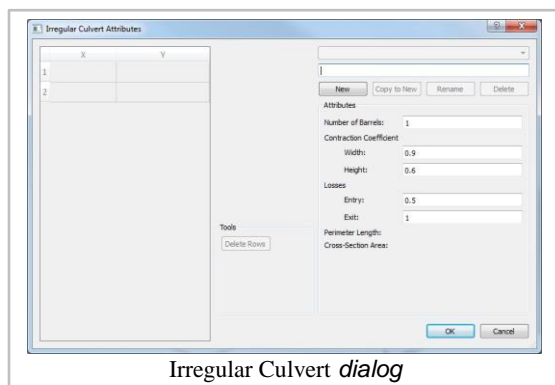 Irregular Culvert Attributes
X Y
1
2
New Copy to New Rename Delete
Attributes
Number of Barrels: 1
Contraction Coefficient
Width: 0.9
Height: 0.6
Losses
Entry: 0.5
Exit: 1
Perimeter Length:
Cross-Section Area:
Tools
Delete Rows
OK Cancel
Irregular Culvert dialog